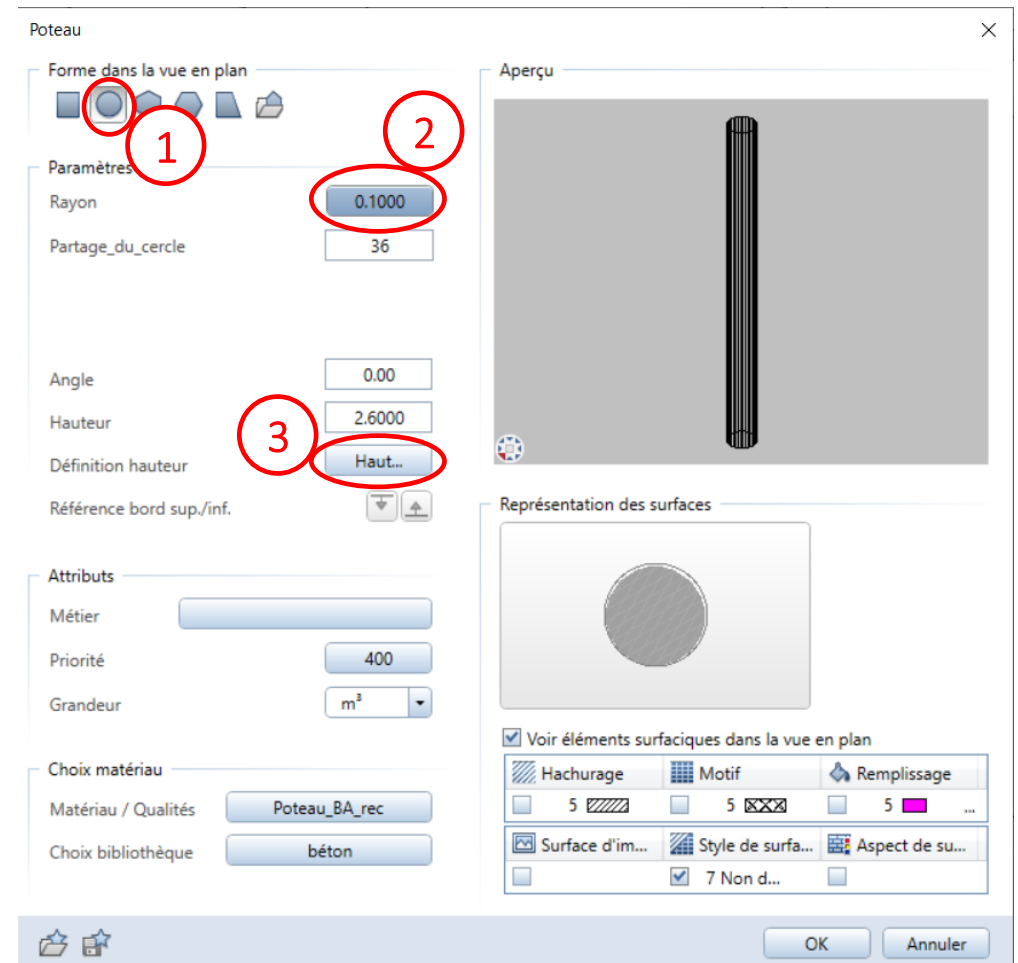 Poteau
Forme dans la vue en plan
1
2
Paramètres
Rayon
0.1000
Partage_du_cercle
36
Angle
0.00
Hauteur
2.6000
3
Définition hauteur
Haut...
Référence bord sup./inf.
Attributs
Métier
Priorité
400
Grandeur
m³
Choix matériau
Matériau / Qualités
Poteau_BA_rec
Choix bibliothèque
béton
Aperçu
Représentation des surfaces
Voir éléments surfaciques dans la vue en plan
Hachurage Motif Remplissage
5 5 5 ...
Surface d'im... Style de surfa... Aspect de su...
7 Non d...
OK Annuler